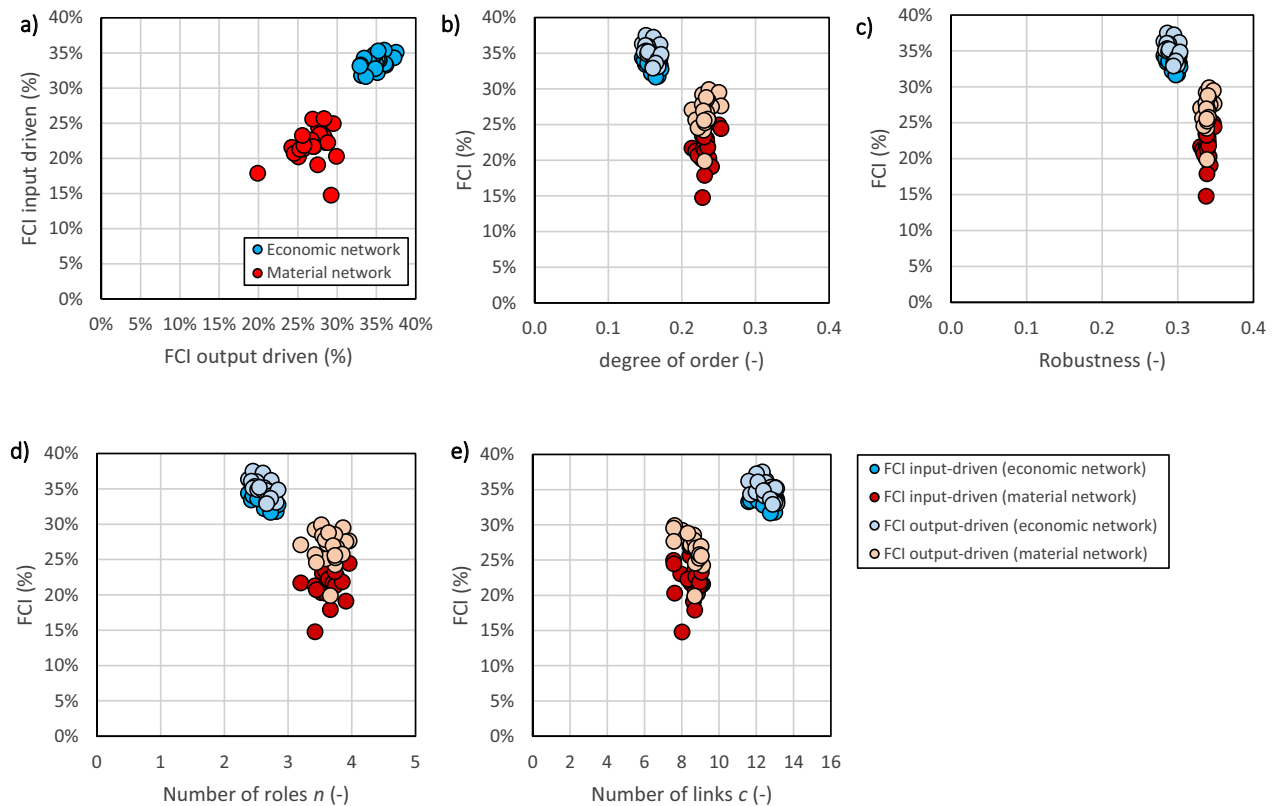 a)
FCI input driven (%)
40%
35%
30%
25%
20%
15%
10%
5%
0%
Economic network
Material network
0% 5% 10% 15% 20% 25% 30% 35% 40%
FCI output driven (%)
b)
FCI (%)
40%
35%
30%
25%
20%
15%
10%
5%
0%
0.0 0.1 0.2 0.3 0.4
degree of order (-)
c)
FCI (%)
40%
35%
30%
25%
20%
15%
10%
5%
0%
0.0 0.1 0.2 0.3 0.4
Robustness (-)
d)
FCI (%)
40%
35%
30%
25%
20%
15%
10%
5%
0%
0 1 2 3 4 5
Number of roles n (-)
e)
FCI (%)
40%
35%
30%
25%
20%
15%
10%
5%
0%
0 2 4 6 8 10 12 14 16
Number of links c (-)
FCI input-driven (economic network)
FCI input-driven (material network)
FCI output-driven (economic network)
FCI output-driven (material network)